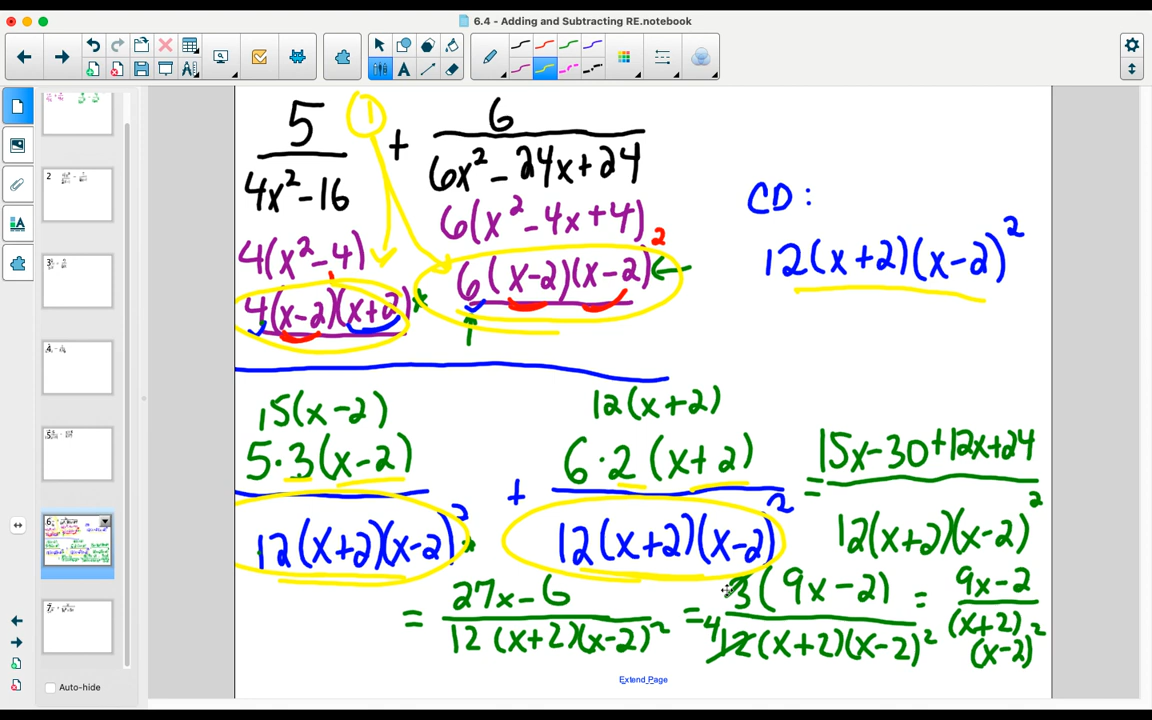 6.4 - Adding and Subtracting RE.notebook
5/(4x² - 16) + 6/(6x² - 24x + 24)
1
4(x² - 4)
6(x² - 4x + 4)
4(x-2)(x+2)
6(x-2)(x-2) 2
CD:
12(x+2)(x-2)²
15(x-2)
12(x+2)
5·3(x-2)/12(x+2)(x-2)² + 6·2(x+2)/12(x+2)(x-2)² = (15x-30+12x+24)/12(x+2)(x-2)²
= (27x-6)/12(x+2)(x-2)² = 3(9x-2)/4 12(x+2)(x-2)² = (9x-2)/(x+2)(x-2)²
Extend Page
2
6
Auto-hide